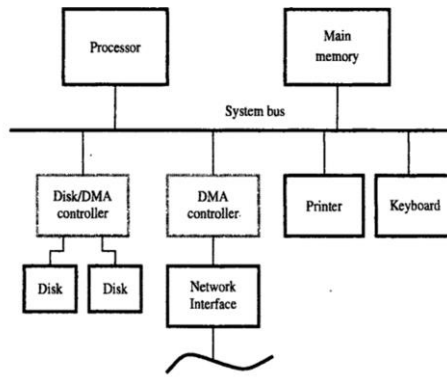 Processor
Main
memory
System bus
Disk/DMA
controller
DMA
controller
Printer
Keyboard
Disk
Disk
Network
Interface